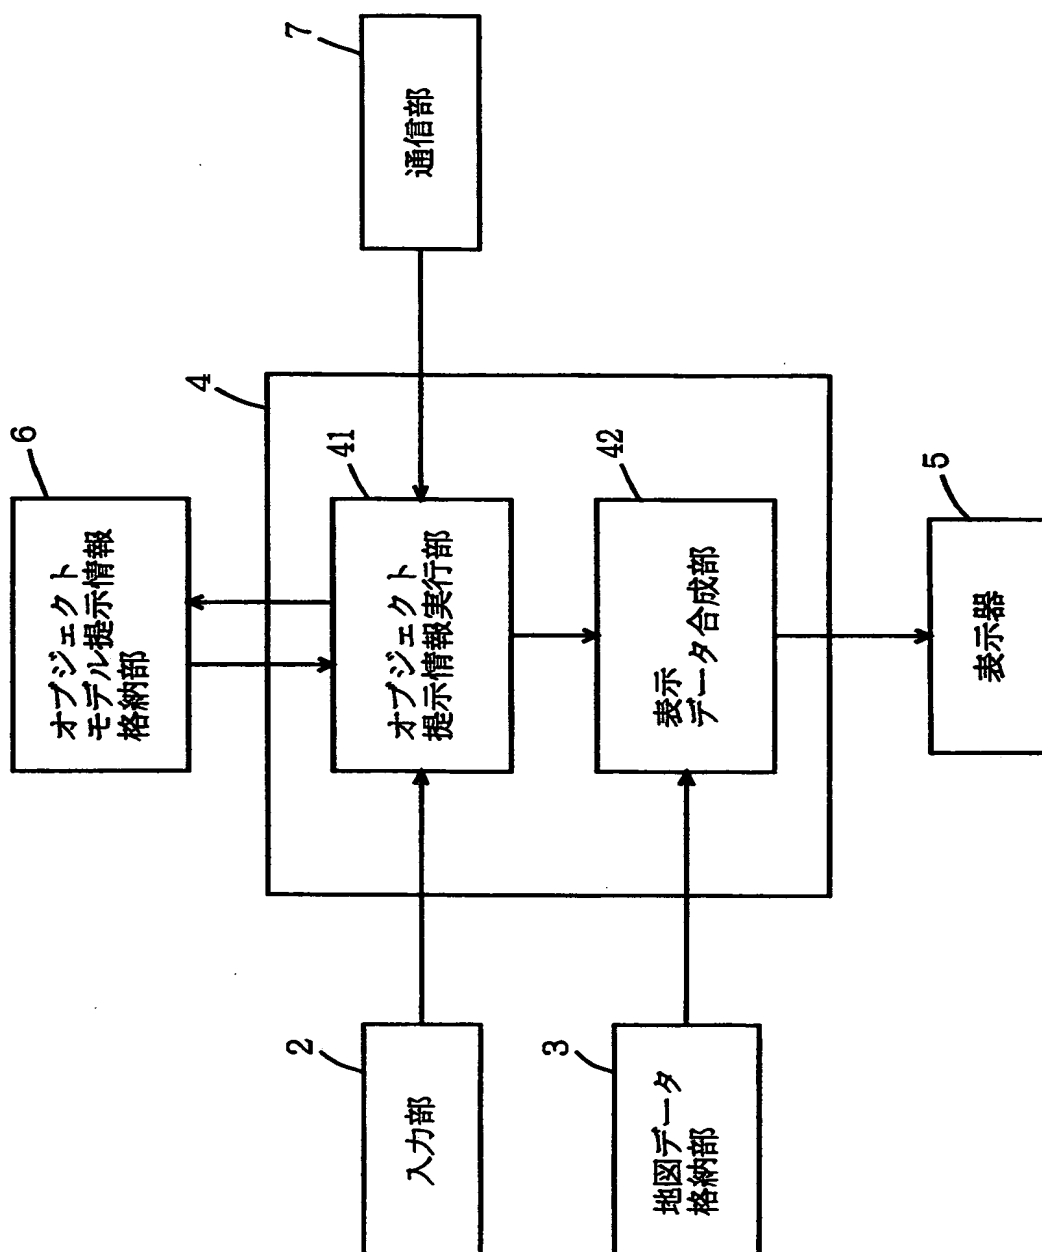 7
通信部
6
オブジェクト
モデル提示情報
格納部
4
41
オブジェクト
提示情報実行部
42
表示
データ合成部
5
表示器
2
入力部
3
地図データ
格納部